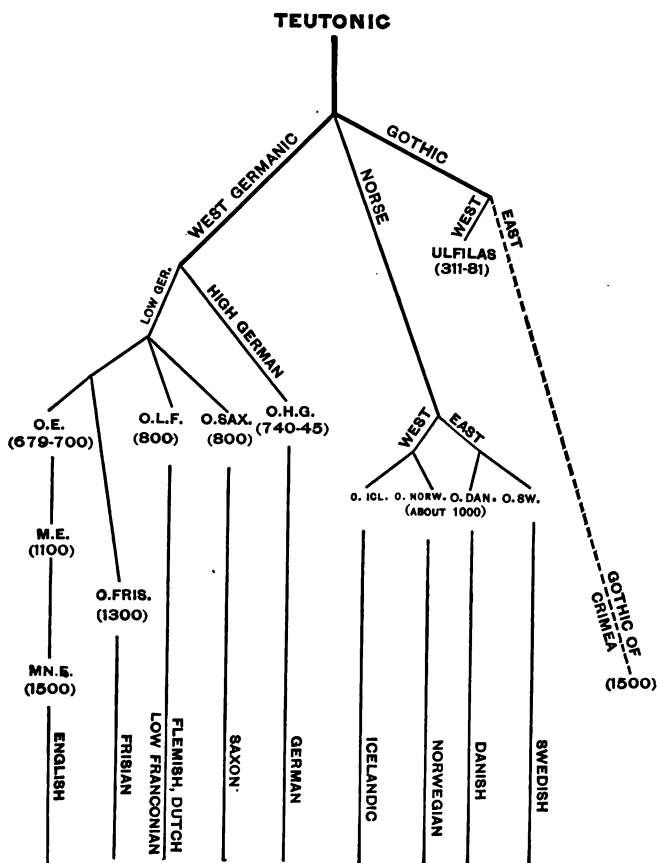 TEUTONIC
WEST GERMANIC
NORSE
GOTHIC
WEST
EAST
ULFILAS
(311-81)
LOW GER.
HIGH GERMAN
O.E.
(679-700)
O.L.F.
(800)
O.SAX.
(800)
O.H.G.
(740-45)
WEST
EAST
O. ICL. O. NORW. O. DAN. O. SW.
(ABOUT 1000)
M.E.
(1100)
O.FRIS.
(1300)
GOTHIC OF
CRIMEA
(1500)
MN.E.
(1500)
ENGLISH
FRISIAN
FLEMISH, DUTCH
LOW FRANCONIAN
SAXON
GERMAN
ICELANDIC
NORWEGIAN
DANISH
SWEDISH